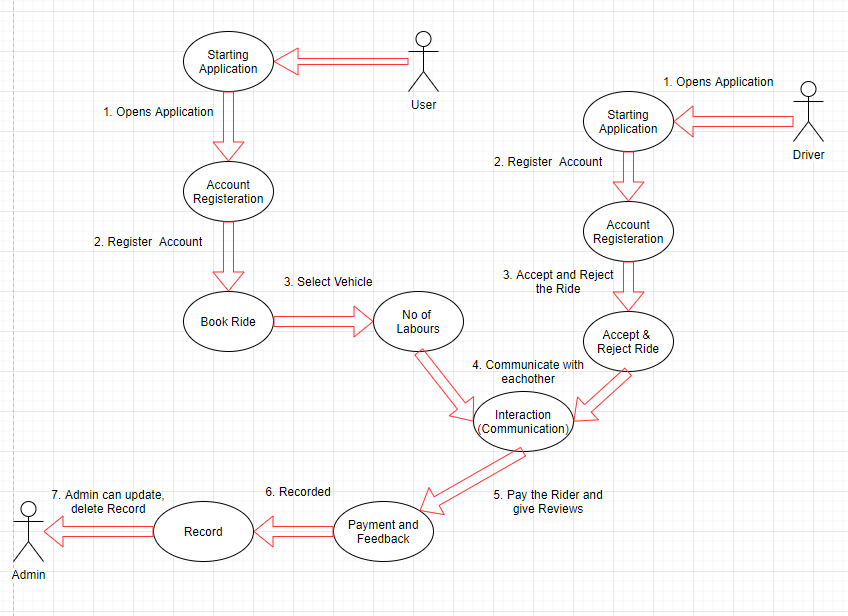 Starting
Application
User
1. Opens Application
1. Opens Application
Starting
Application
Driver
2. Register  Account
Account
Registeration
Account
Registeration
2. Register  Account
3. Select Vehicle
3. Accept and Reject
the Ride
Book Ride
No of
Labours
Accept &
Reject Ride
4. Communicate with
eachother
Interaction
(Communication)
7. Admin can update,
delete Record
6. Recorded
5. Pay the Rider and
give Reviews
Record
Payment and
Feedback
Admin